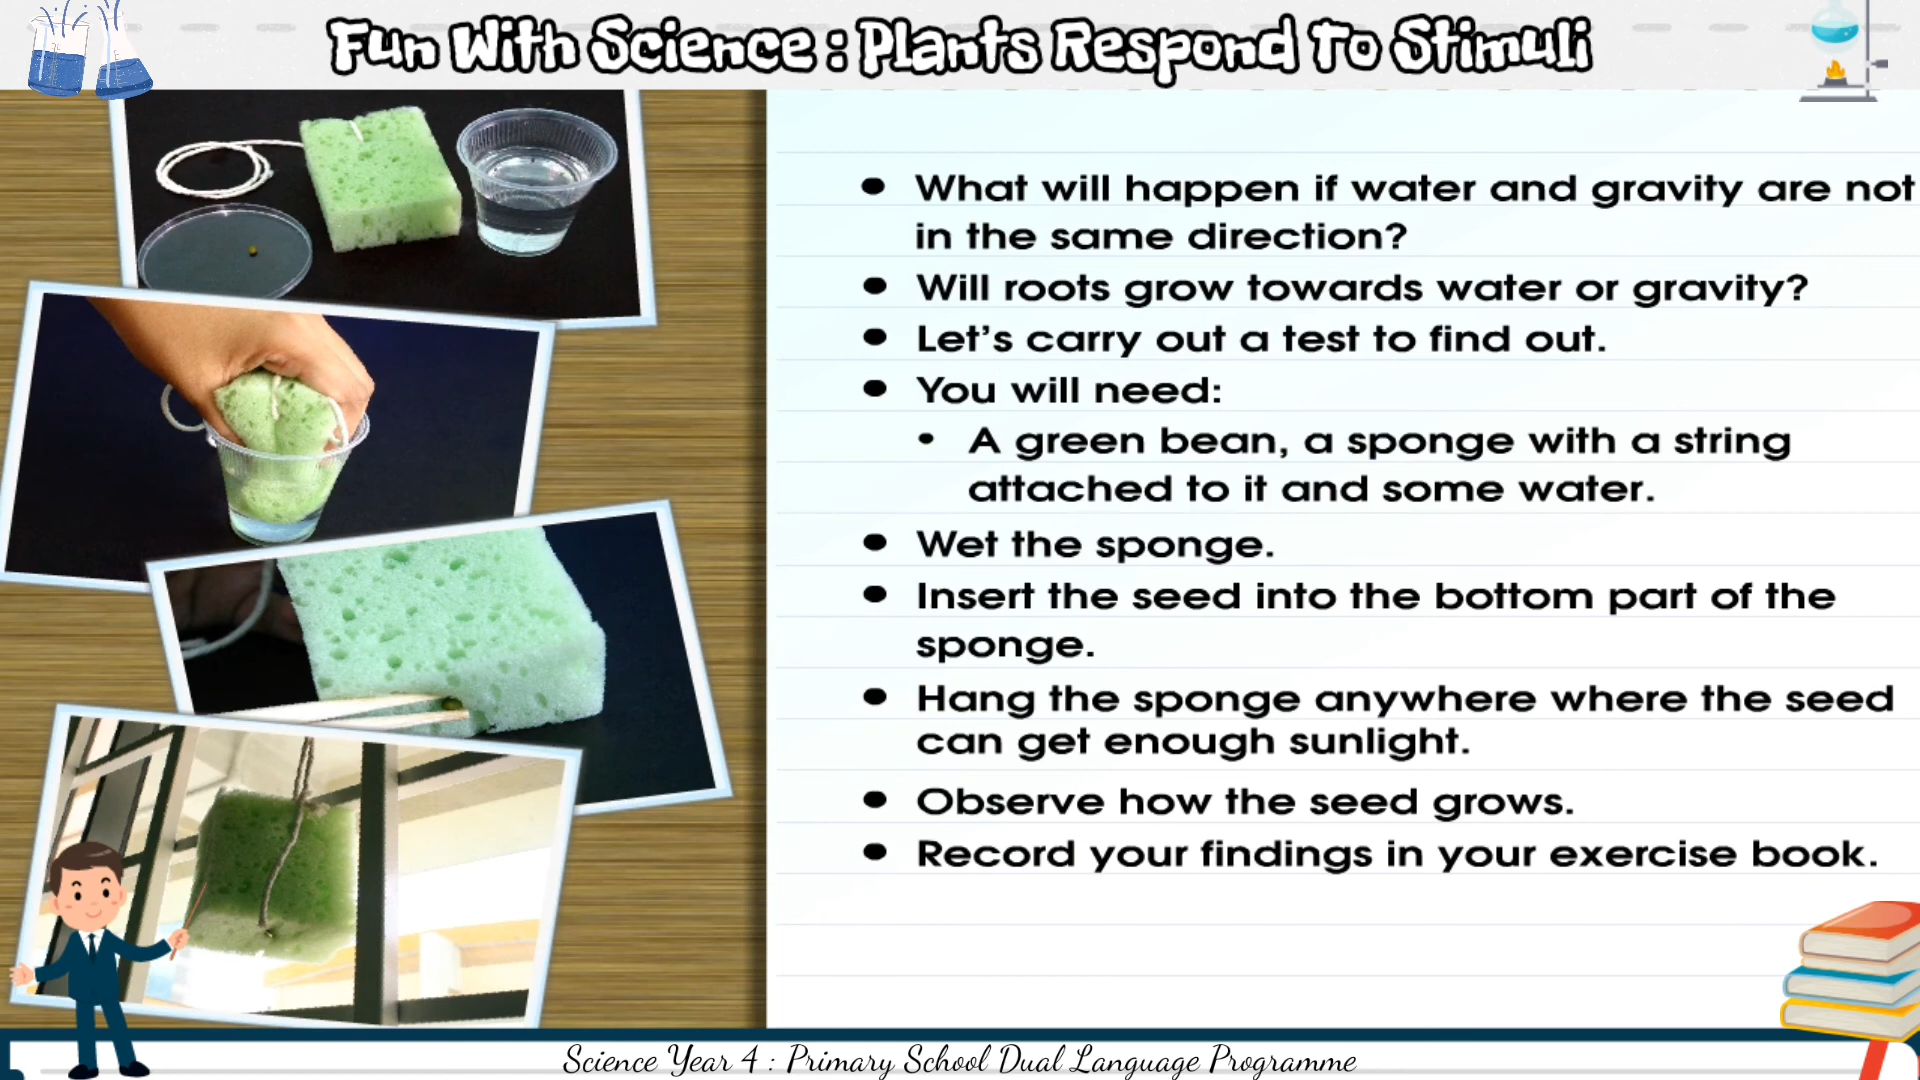 Fun With Science : Plants Respond To Stimuli
• What will happen if water and gravity are not
in the same direction?
• Will roots grow towards water or gravity?
• Let's carry out a test to find out.
• You will need:
• A green bean, a sponge with a string
attached to it and some water.
• Wet the sponge.
• Insert the seed into the bottom part of the
sponge.
• Hang the sponge anywhere where the seed
can get enough sunlight.
• Observe how the seed grows.
• Record your findings in your exercise book.
Science Year 4 : Primary School Dual Language Programme